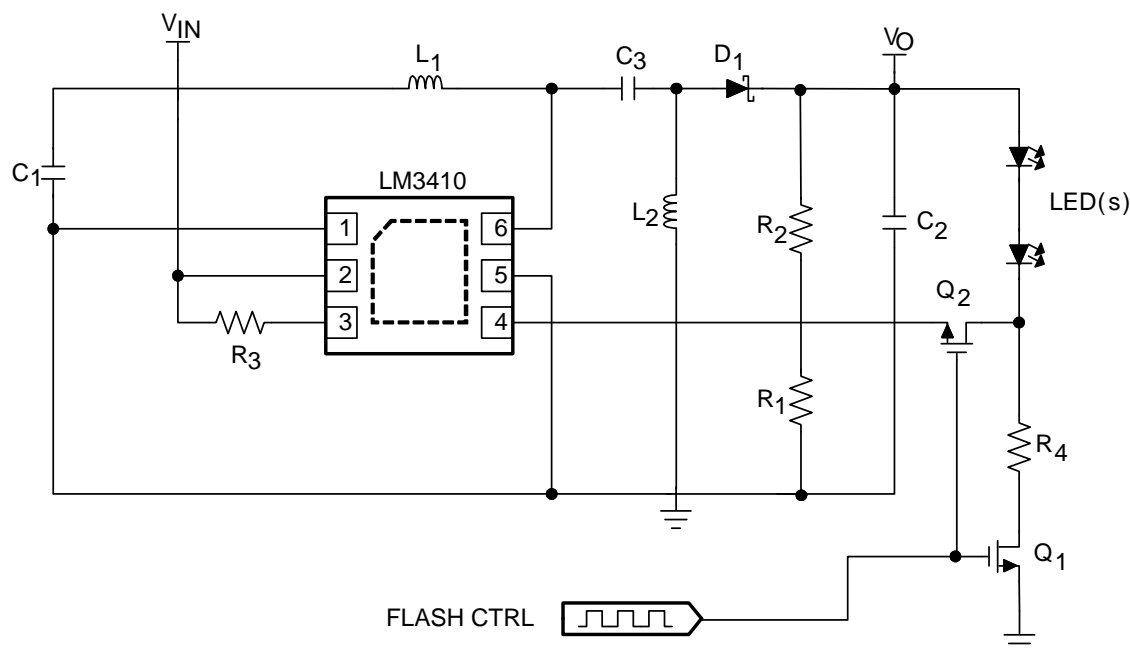 VIN
VO
L1
C3
D1
C1
LM3410
1
6
L2
R2
C2
LED(s)
2
5
Q2
3
4
R3
R1
R4
Q1
FLASH CTRL